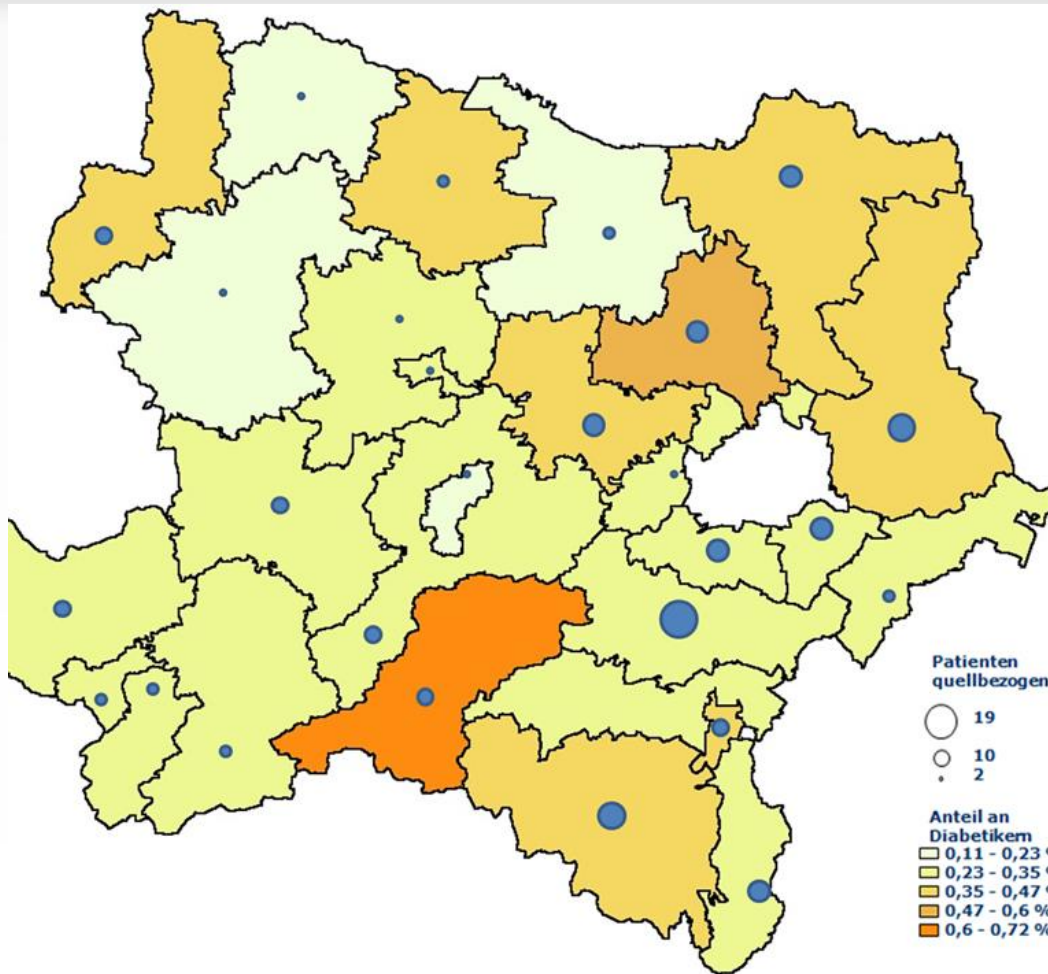 Patienten
quellbezogen
19
10
2
Anteil an
Diabetikern
0,11 - 0,23 %
0,23 - 0,35 %
0,35 - 0,47 %
0,47 - 0,6 %
0,6 - 0,72 %